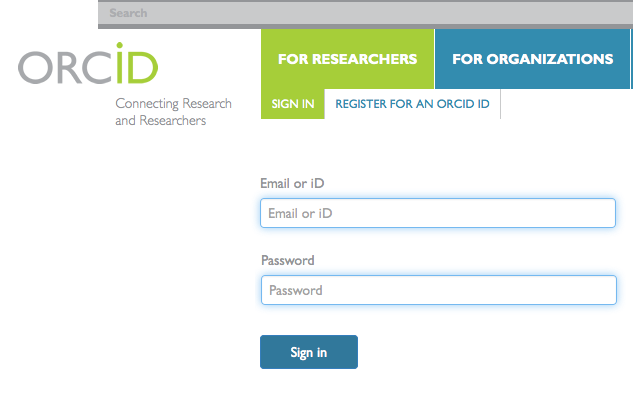 Search
ORCiD
Connecting Research
and Researchers
FOR RESEARCHERS
FOR ORGANIZATIONS
SIGN IN
REGISTER FOR AN ORCID ID
Email or iD
Email or iD
Password
Password
Sign in